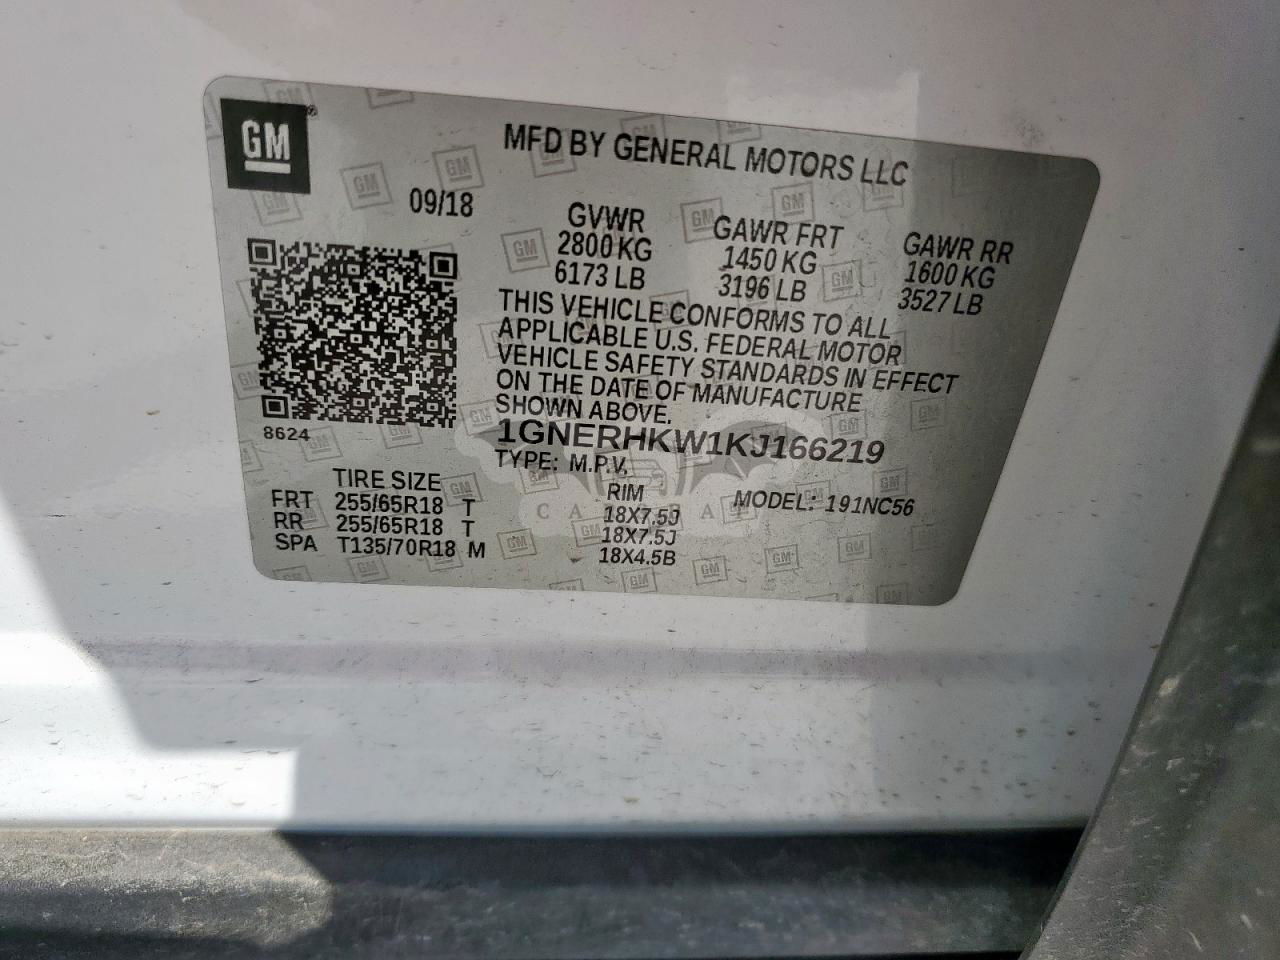 GM
MFD BY GENERAL MOTORS LLC
09/18
GVWR GAWR FRT GAWR RR
2800 KG 1450 KG 1600 KG
6173 LB 3196 LB 3527 LB
THIS VEHICLE CONFORMS TO ALL
APPLICABLE U.S. FEDERAL MOTOR
VEHICLE SAFETY STANDARDS IN EFFECT
ON THE DATE OF MANUFACTURE
SHOWN ABOVE.
8624
1GNERHKW1KJ166219
TYPE: M.P.V. MODEL: 191NC56
TIRE SIZE RIM
FRT 255/65R18 T 18X7.5J
RR 255/65R18 T 18X7.5J
SPA T135/70R18 M 18X4.5B